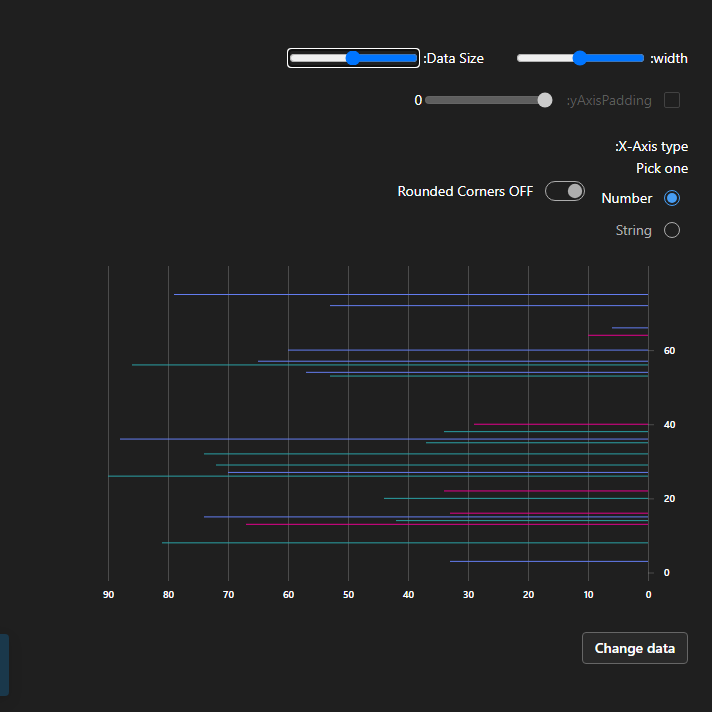 :width
:Data Size
:yAxisPadding
0
:X-Axis type
Pick one
Number
Rounded Corners OFF
String
60
40
20
0
90 80 70 60 50 40 30 20 10 0
Change data